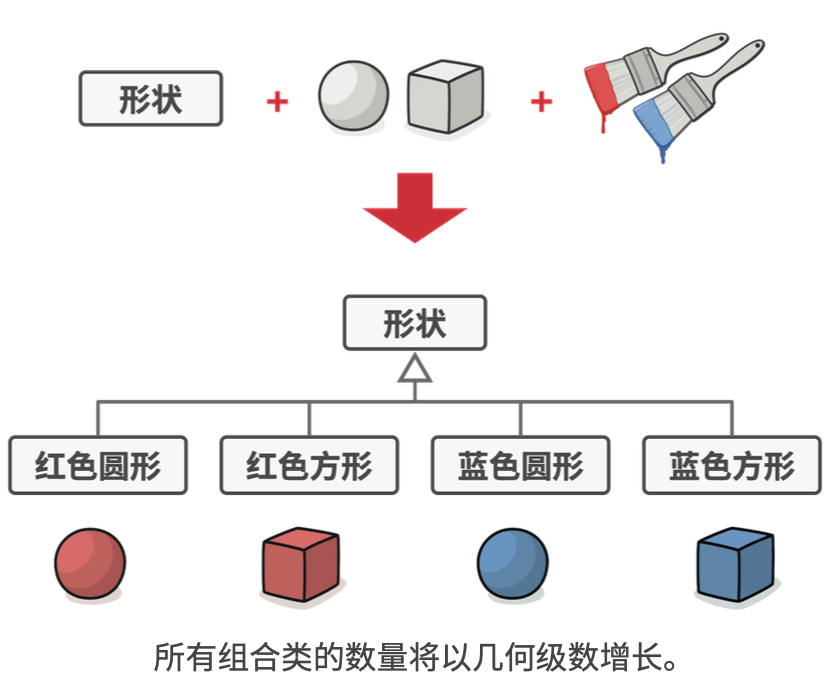 形状
形状
红色圆形
红色方形
蓝色圆形
蓝色方形
所有组合类的数量将以几何级数增长。